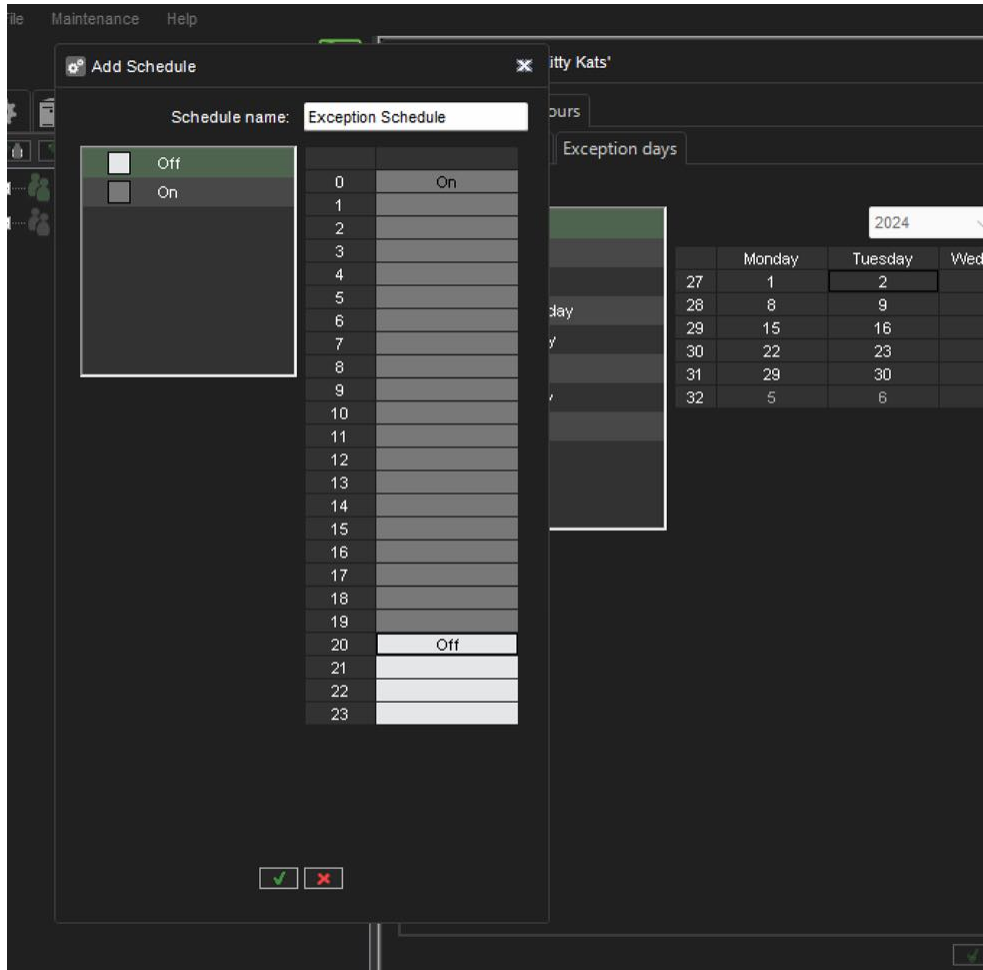 File Maintenance Help
Add Schedule
itty Kats'
Schedule name: Exception Schedule
ours
Exception days
Off
On
0 On
1
2
3
4
5
6
7
8
9
10
11
12
13
14
15
16
17
18
19
20 Off
21
22
23
day
y
y
2024
Monday Tuesday Wed
27 1 2
28 8 9
29 15 16
30 22 23
31 29 30
32 5 6